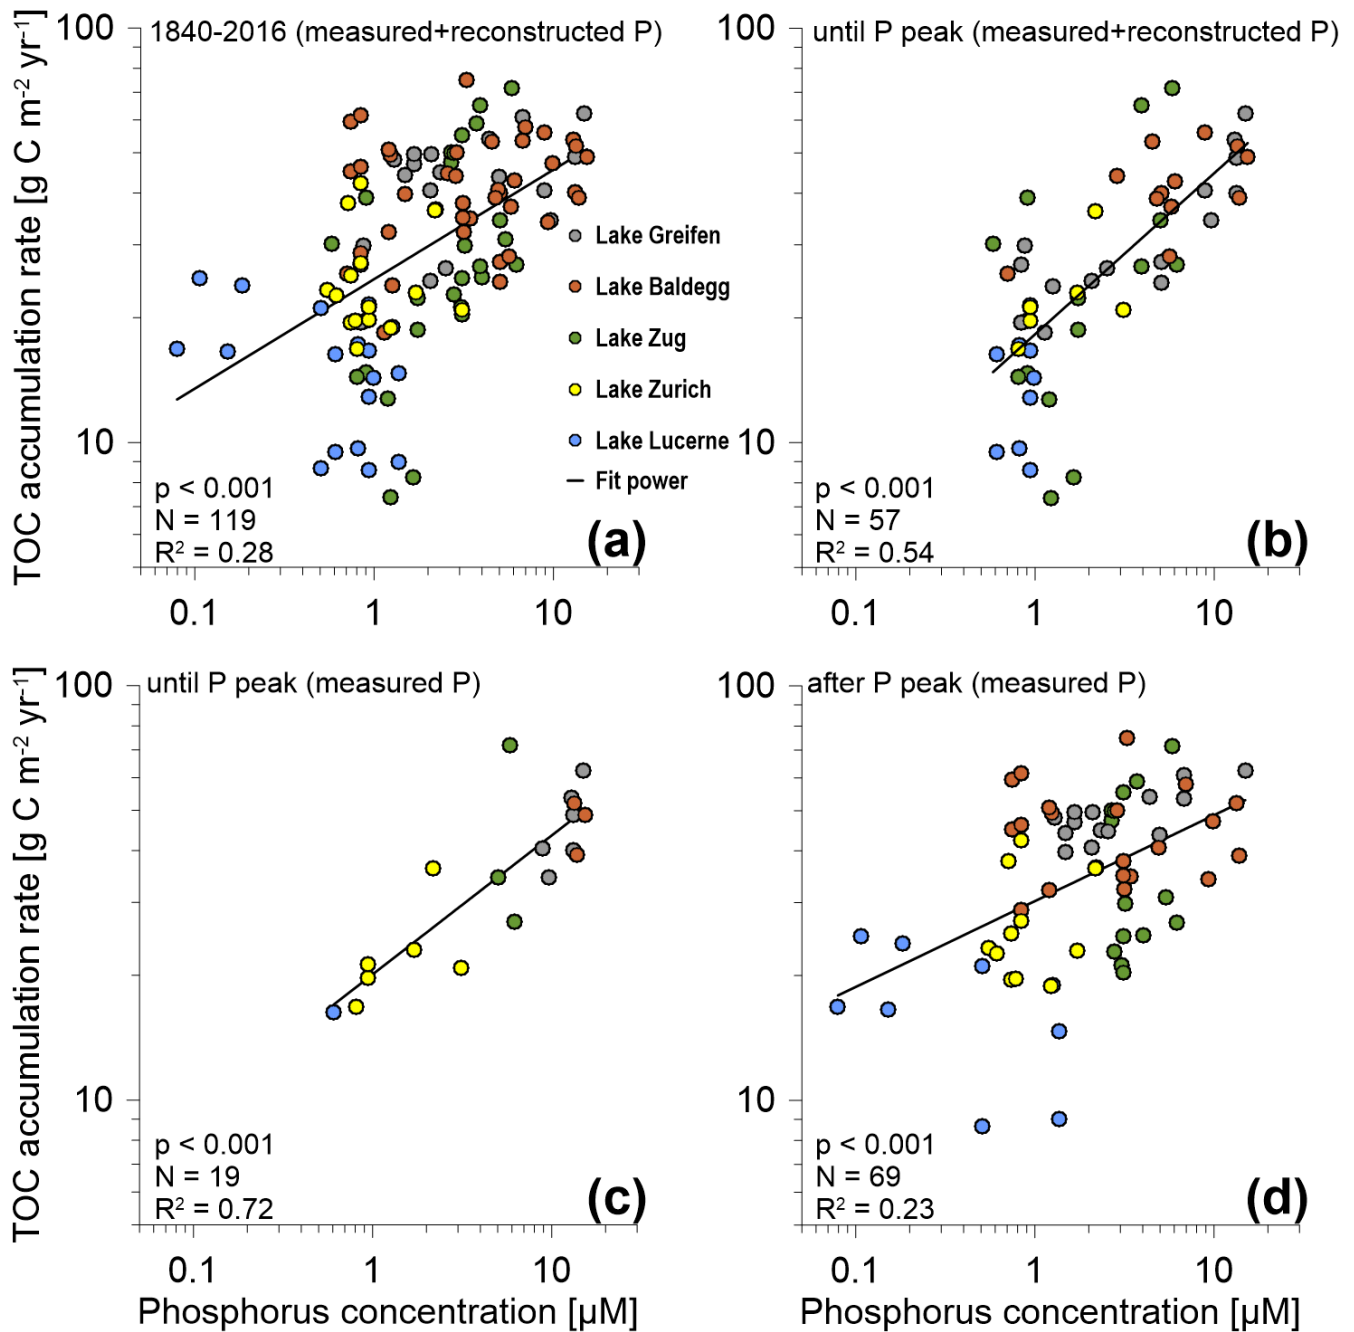 100
1840-2016 (measured+reconstructed P)
TOC accumulation rate [g C m⁻² yr⁻¹]
10
Lake Greifen
Lake Baldegg
Lake Zug
Lake Zurich
Lake Lucerne
Fit power
p < 0.001
N = 119
R² = 0.28
(a)
0.1 1 10
100
until P peak (measured+reconstructed P)
10
p < 0.001
N = 57
R² = 0.54
(b)
0.1 1 10
100
until P peak (measured P)
TOC accumulation rate [g C m⁻² yr⁻¹]
10
p < 0.001
N = 19
R² = 0.72
(c)
0.1 1 10
Phosphorus concentration [µM]
100
after P peak (measured P)
10
p < 0.001
N = 69
R² = 0.23
(d)
0.1 1 10
Phosphorus concentration [µM]